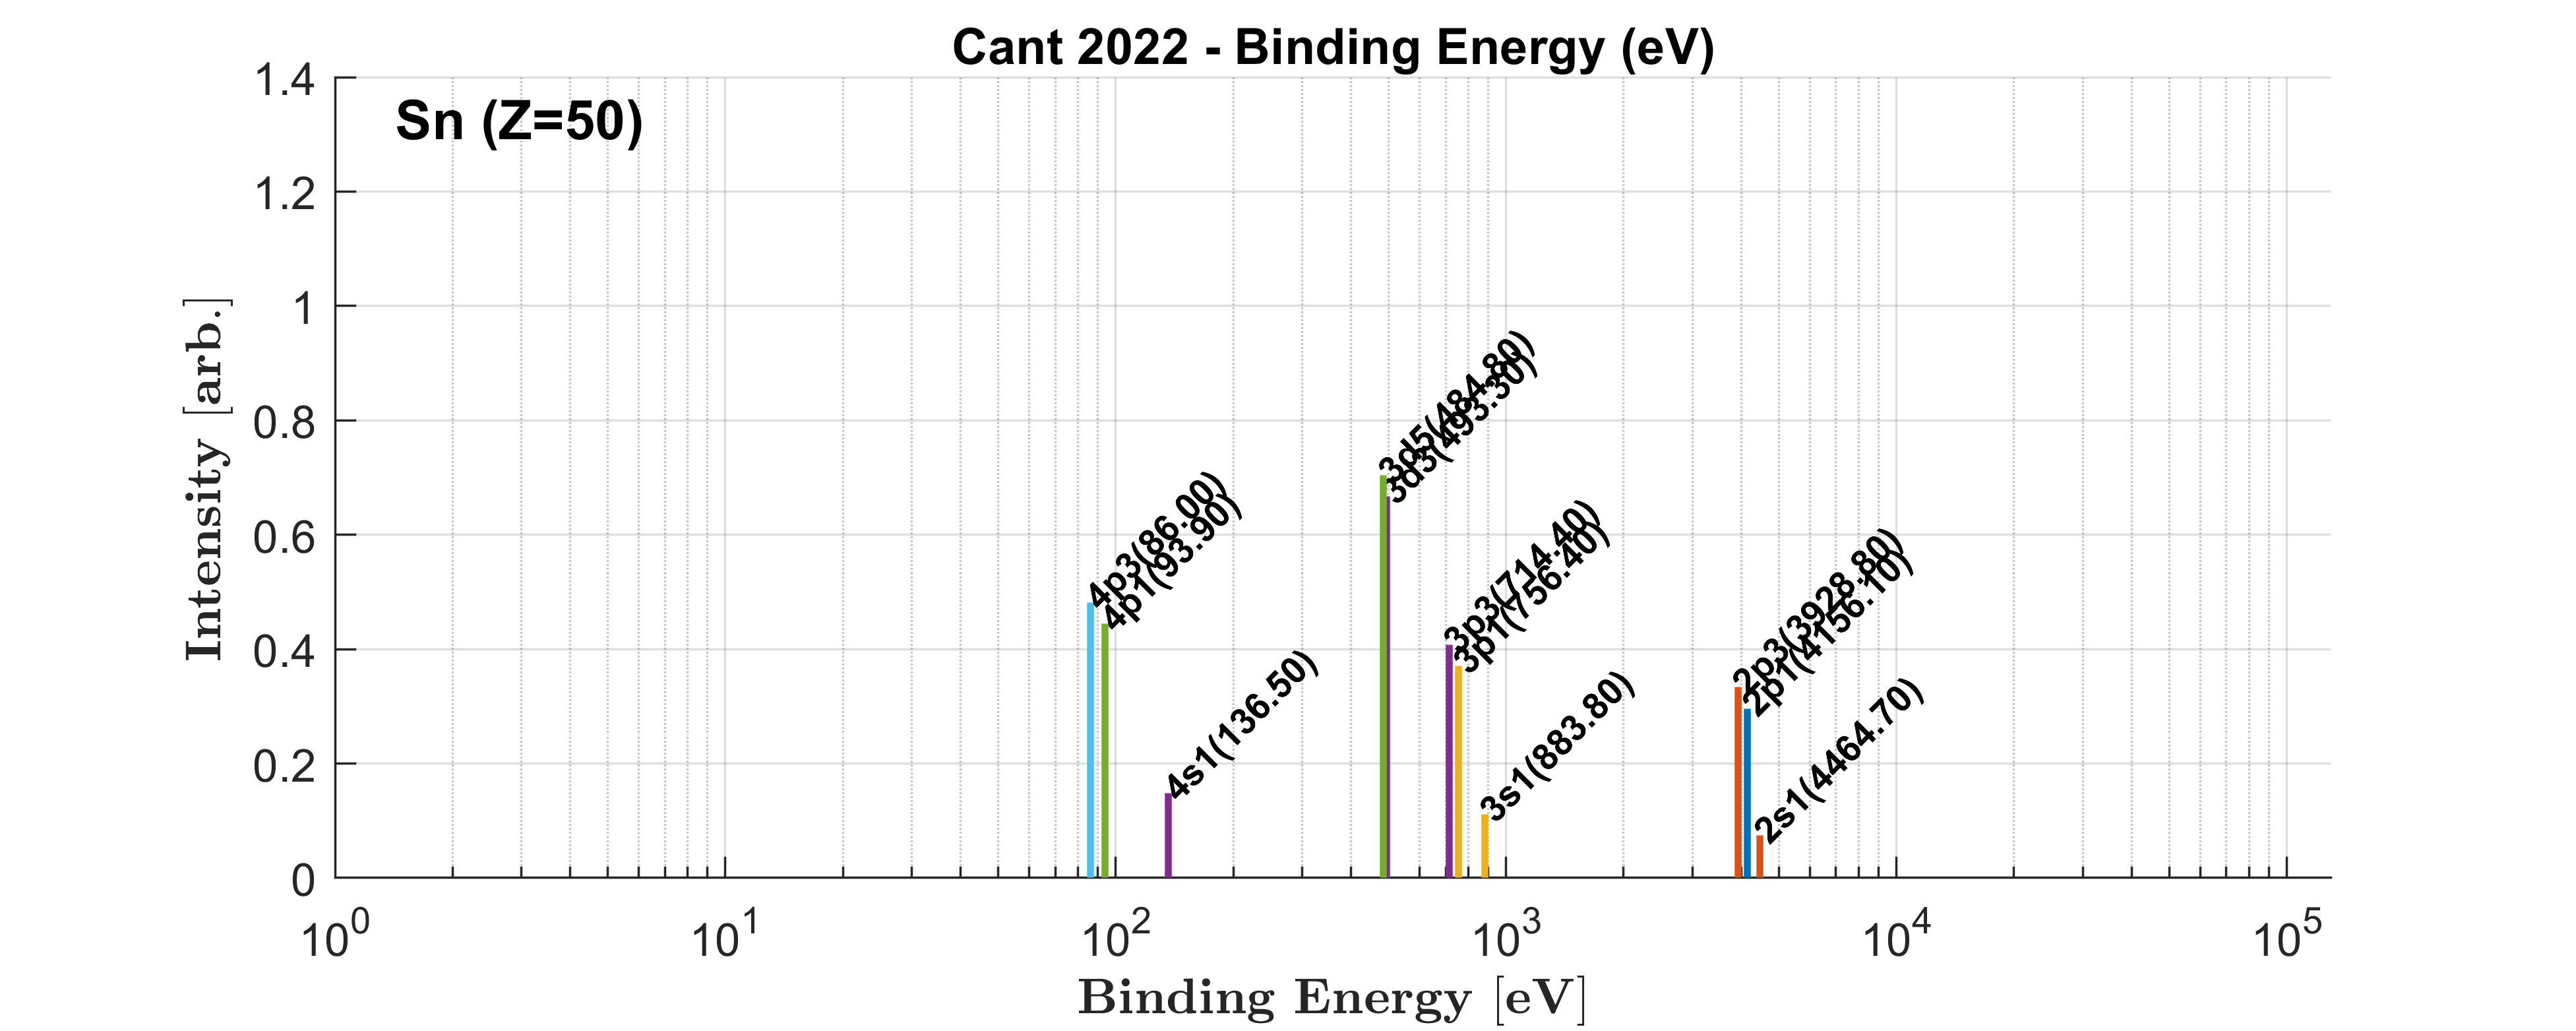 Cant 2022 - Binding Energy (eV)
Sn (Z=50)
Intensity [arb.]
1.4
1.2
1
0.8
0.6
0.4
0.2
0
4p3(86.00)
4p1(93.90)
4s1(136.50)
3d5(484.80)
3d3(493.30)
3p3(714.40)
3p1(756.40)
3s1(883.80)
2p3(3928.80)
2p1(4156.10)
2s1(4464.70)
10^0 10^1 10^2 10^3 10^4 10^5
Binding Energy [eV]